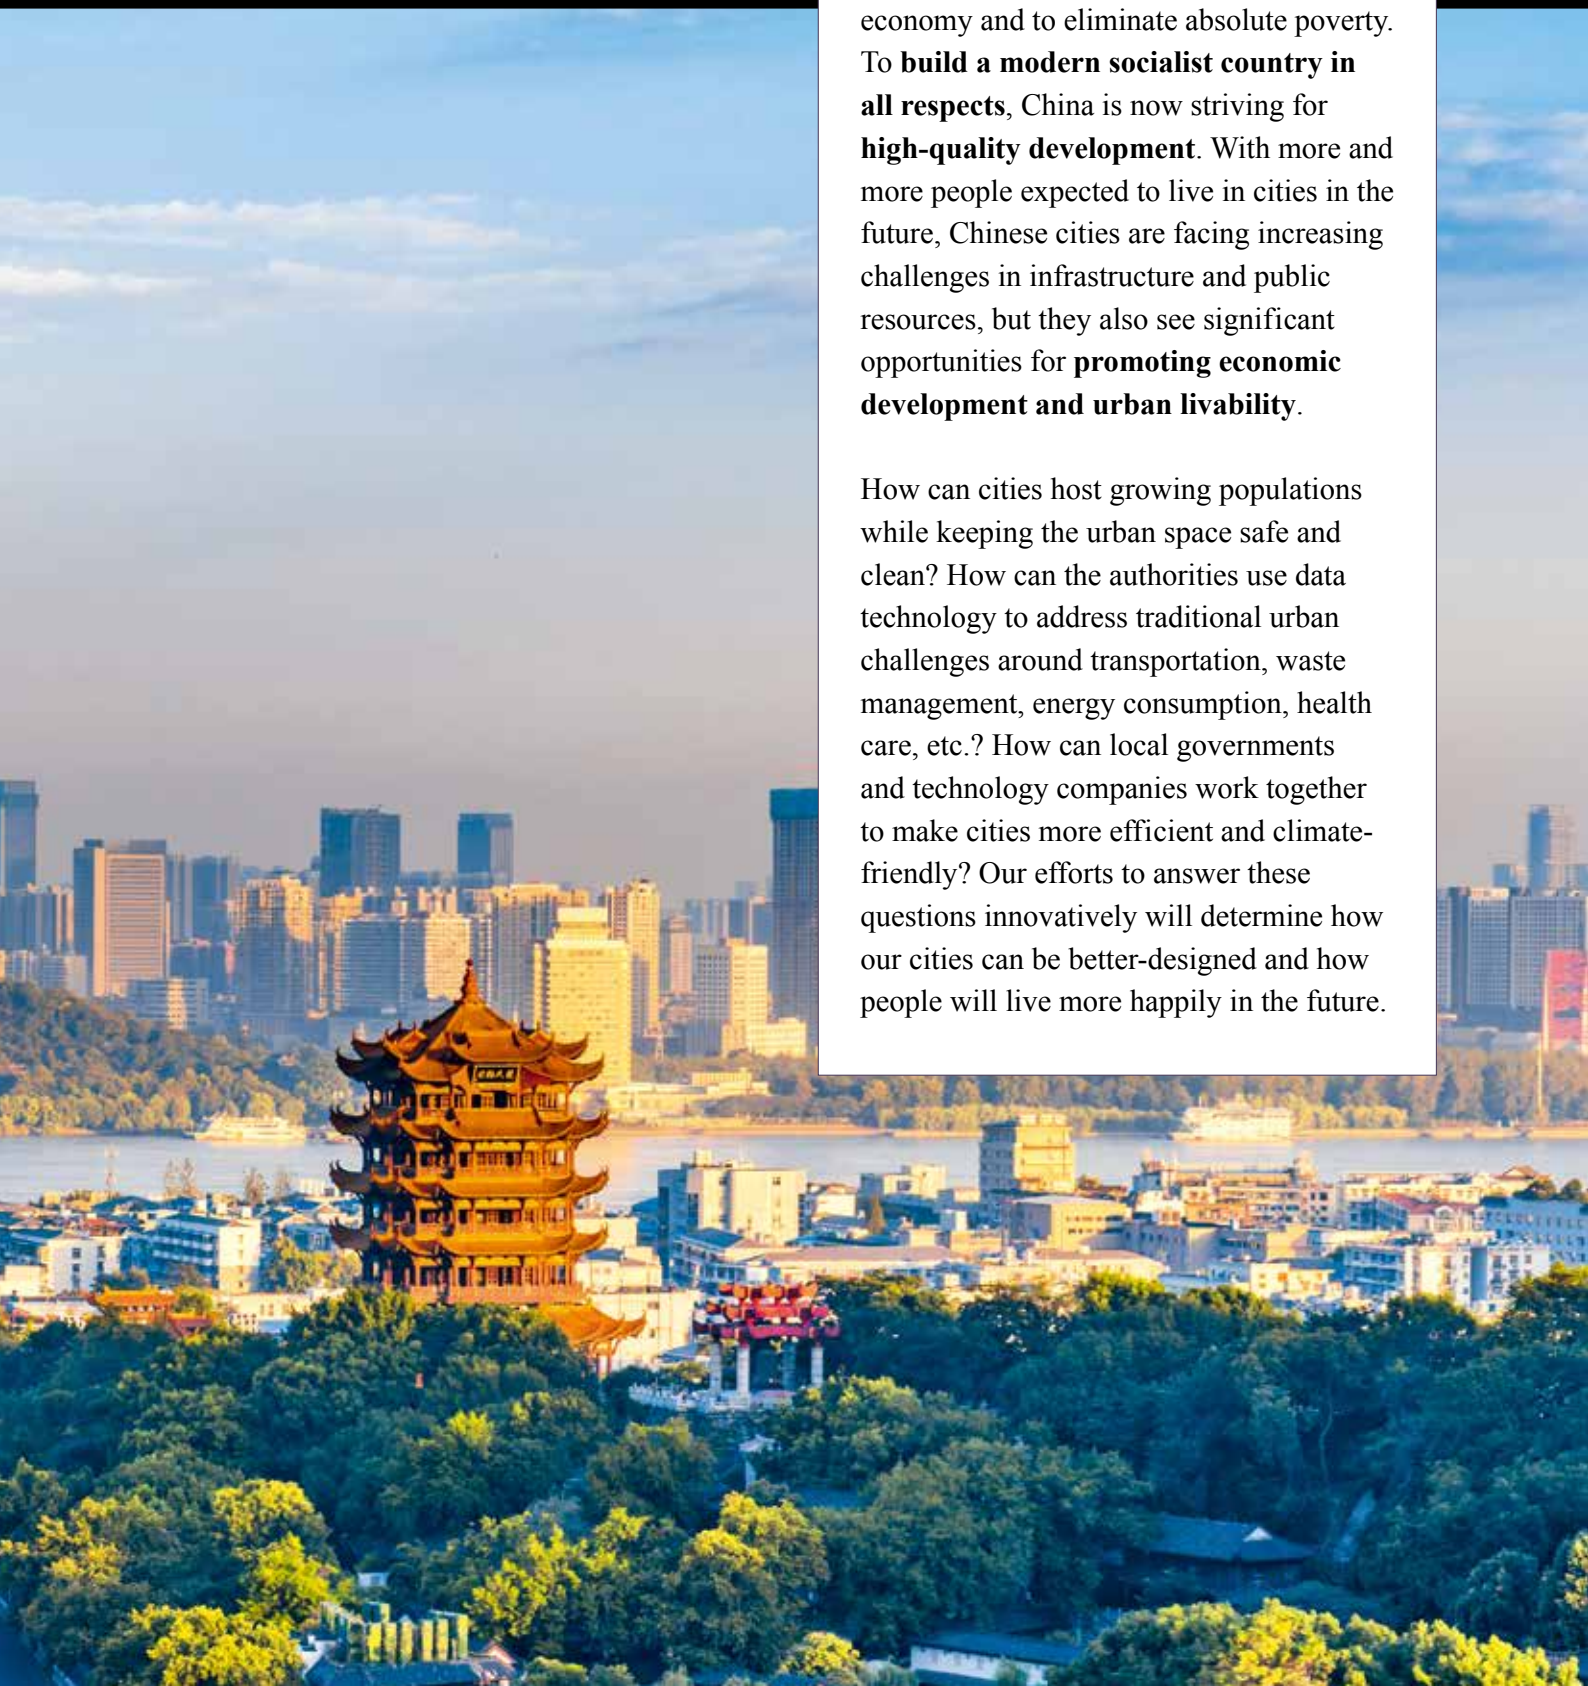 economy and to eliminate absolute poverty.
To build a modern socialist country in
all respects, China is now striving for
high-quality development. With more and
more people expected to live in cities in the
future, Chinese cities are facing increasing
challenges in infrastructure and public
resources, but they also see significant
opportunities for promoting economic
development and urban livability.
How can cities host growing populations
while keeping the urban space safe and
clean? How can the authorities use data
technology to address traditional urban
challenges around transportation, waste
management, energy consumption, health
care, etc.? How can local governments
and technology companies work together
to make cities more efficient and climate-
friendly? Our efforts to answer these
questions innovatively will determine how
our cities can be better-designed and how
people will live more happily in the future.